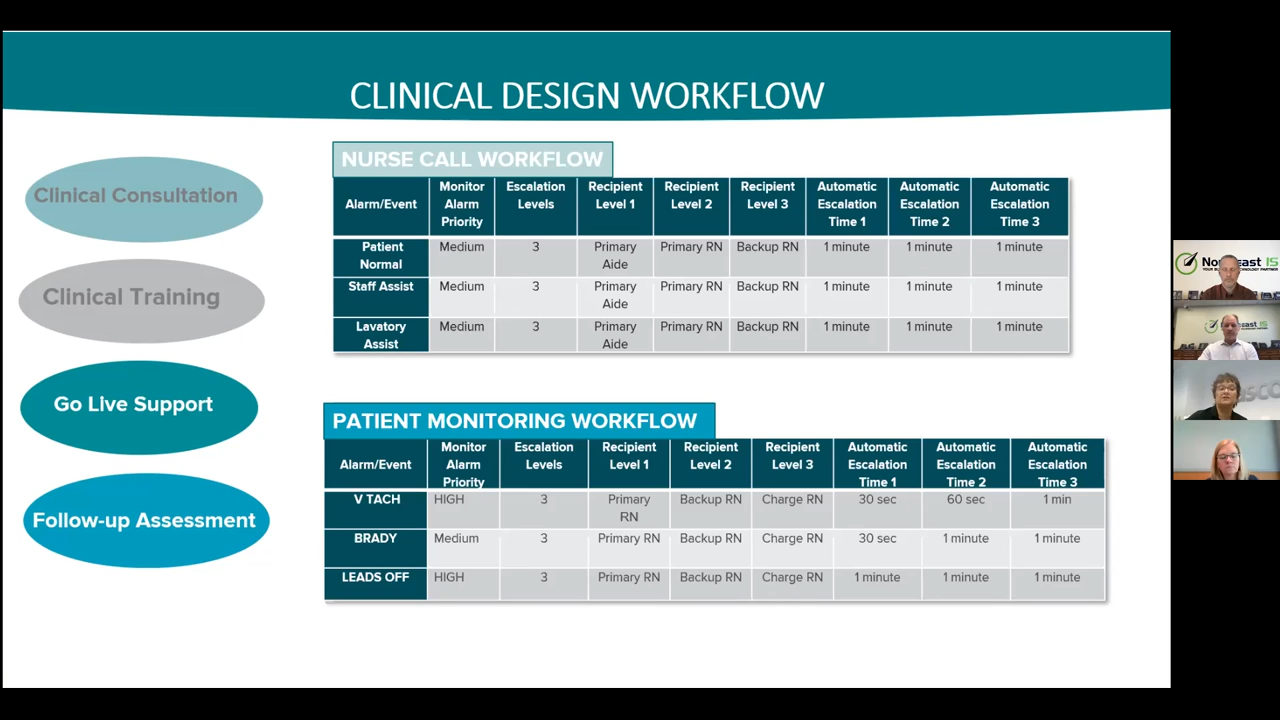 CLINICAL DESIGN WORKFLOW
Clinical Consultation
Clinical Training
Go Live Support
Follow-up Assessment
NURSE CALL WORKFLOW
Alarm/Event Monitor Alarm Priority Escalation Levels Recipient Level 1 Recipient Level 2 Recipient Level 3 Automatic Escalation Time 1 Automatic Escalation Time 2 Automatic Escalation Time 3
Patient Normal Medium 3 Primary Aide Primary RN Backup RN 1 minute 1 minute 1 minute
Staff Assist Medium 3 Primary Aide Primary RN Backup RN 1 minute 1 minute 1 minute
Lavatory Assist Medium 3 Primary Aide Primary RN Backup RN 1 minute 1 minute 1 minute
PATIENT MONITORING WORKFLOW
Alarm/Event Monitor Alarm Priority Escalation Levels Recipient Level 1 Recipient Level 2 Recipient Level 3 Automatic Escalation Time 1 Automatic Escalation Time 2 Automatic Escalation Time 3
V TACH HIGH 3 Primary RN Backup RN Charge RN 30 sec 60 sec 1 min
BRADY Medium 3 Primary RN Backup RN Charge RN 30 sec 1 minute 1 minute
LEADS OFF HIGH 3 Primary RN Backup RN Charge RN 1 minute 1 minute 1 minute